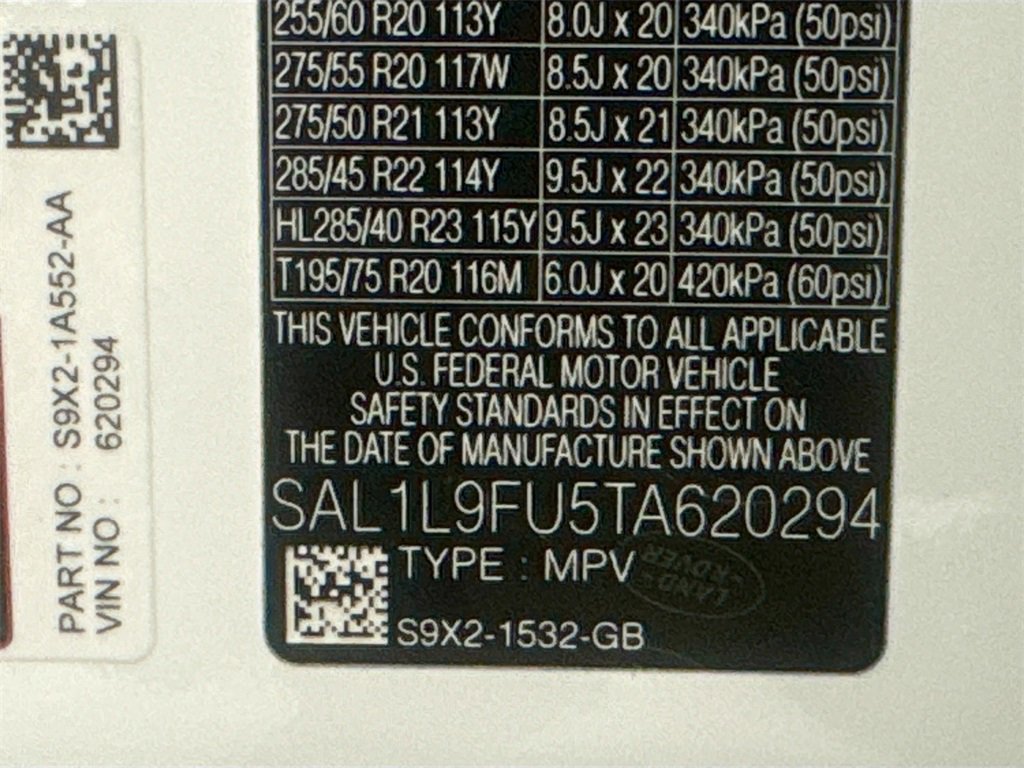 255/60 R20 113Y 8.0J x 20 340kPa (50psi)
275/55 R20 117W 8.5J x 20 340kPa (50psi)
275/50 R21 113Y 8.5J x 21 340kPa (50psi)
285/45 R22 114Y 9.5J x 22 340kPa (50psi)
HL285/40 R23 115Y 9.5J x 23 340kPa (50psi)
T195/75 R20 116M 6.0J x 20 420kPa (60psi)
THIS VEHICLE CONFORMS TO ALL APPLICABLE
U.S. FEDERAL MOTOR VEHICLE
SAFETY STANDARDS IN EFFECT ON
THE DATE OF MANUFACTURE SHOWN ABOVE
SAL1L9FU5TA620294
TYPE : MPV
LAND-
-ROVER
S9X2-1532-GB
PART NO : S9X2-1A552-AA
VIN NO : 620294